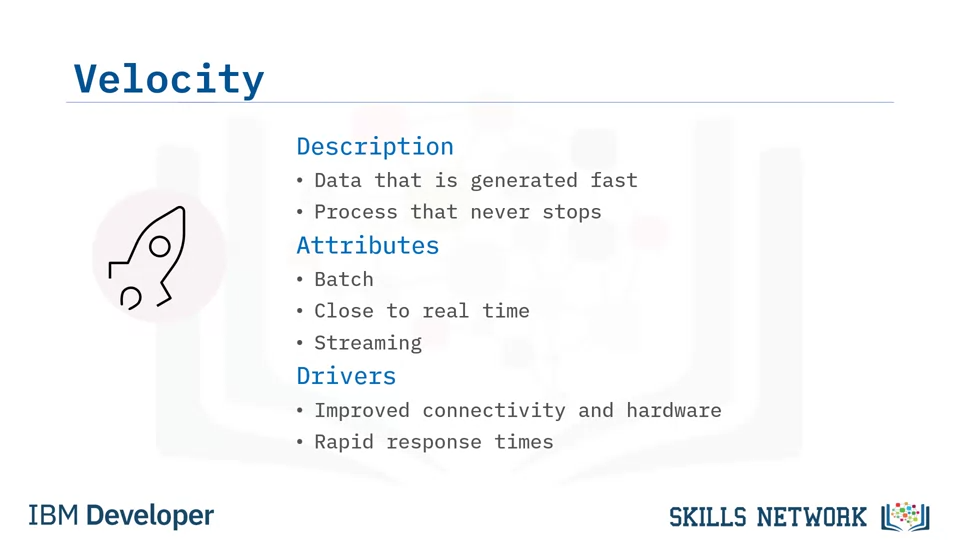 Velocity
Description
• Data that is generated fast
• Process that never stops
Attributes
• Batch
• Close to real time
• Streaming
Drivers
• Improved connectivity and hardware
• Rapid response times
IBM Developer
SKILLS NETWORK